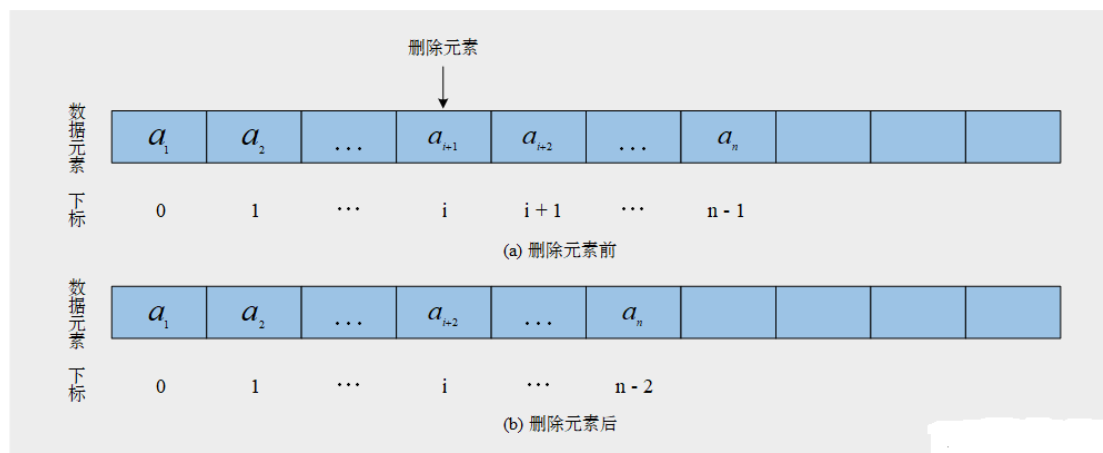 删除元素
数据元素
a₁ a₂ ... aᵢ₊₁ aᵢ₊₂ ... aₙ
下标
0 1 ... i i + 1 ... n - 1
(a) 删除元素前
数据元素
a₁ a₂ ... aᵢ₊₂ ... aₙ
下标
0 1 ... i ... n - 2
(b) 删除元素后